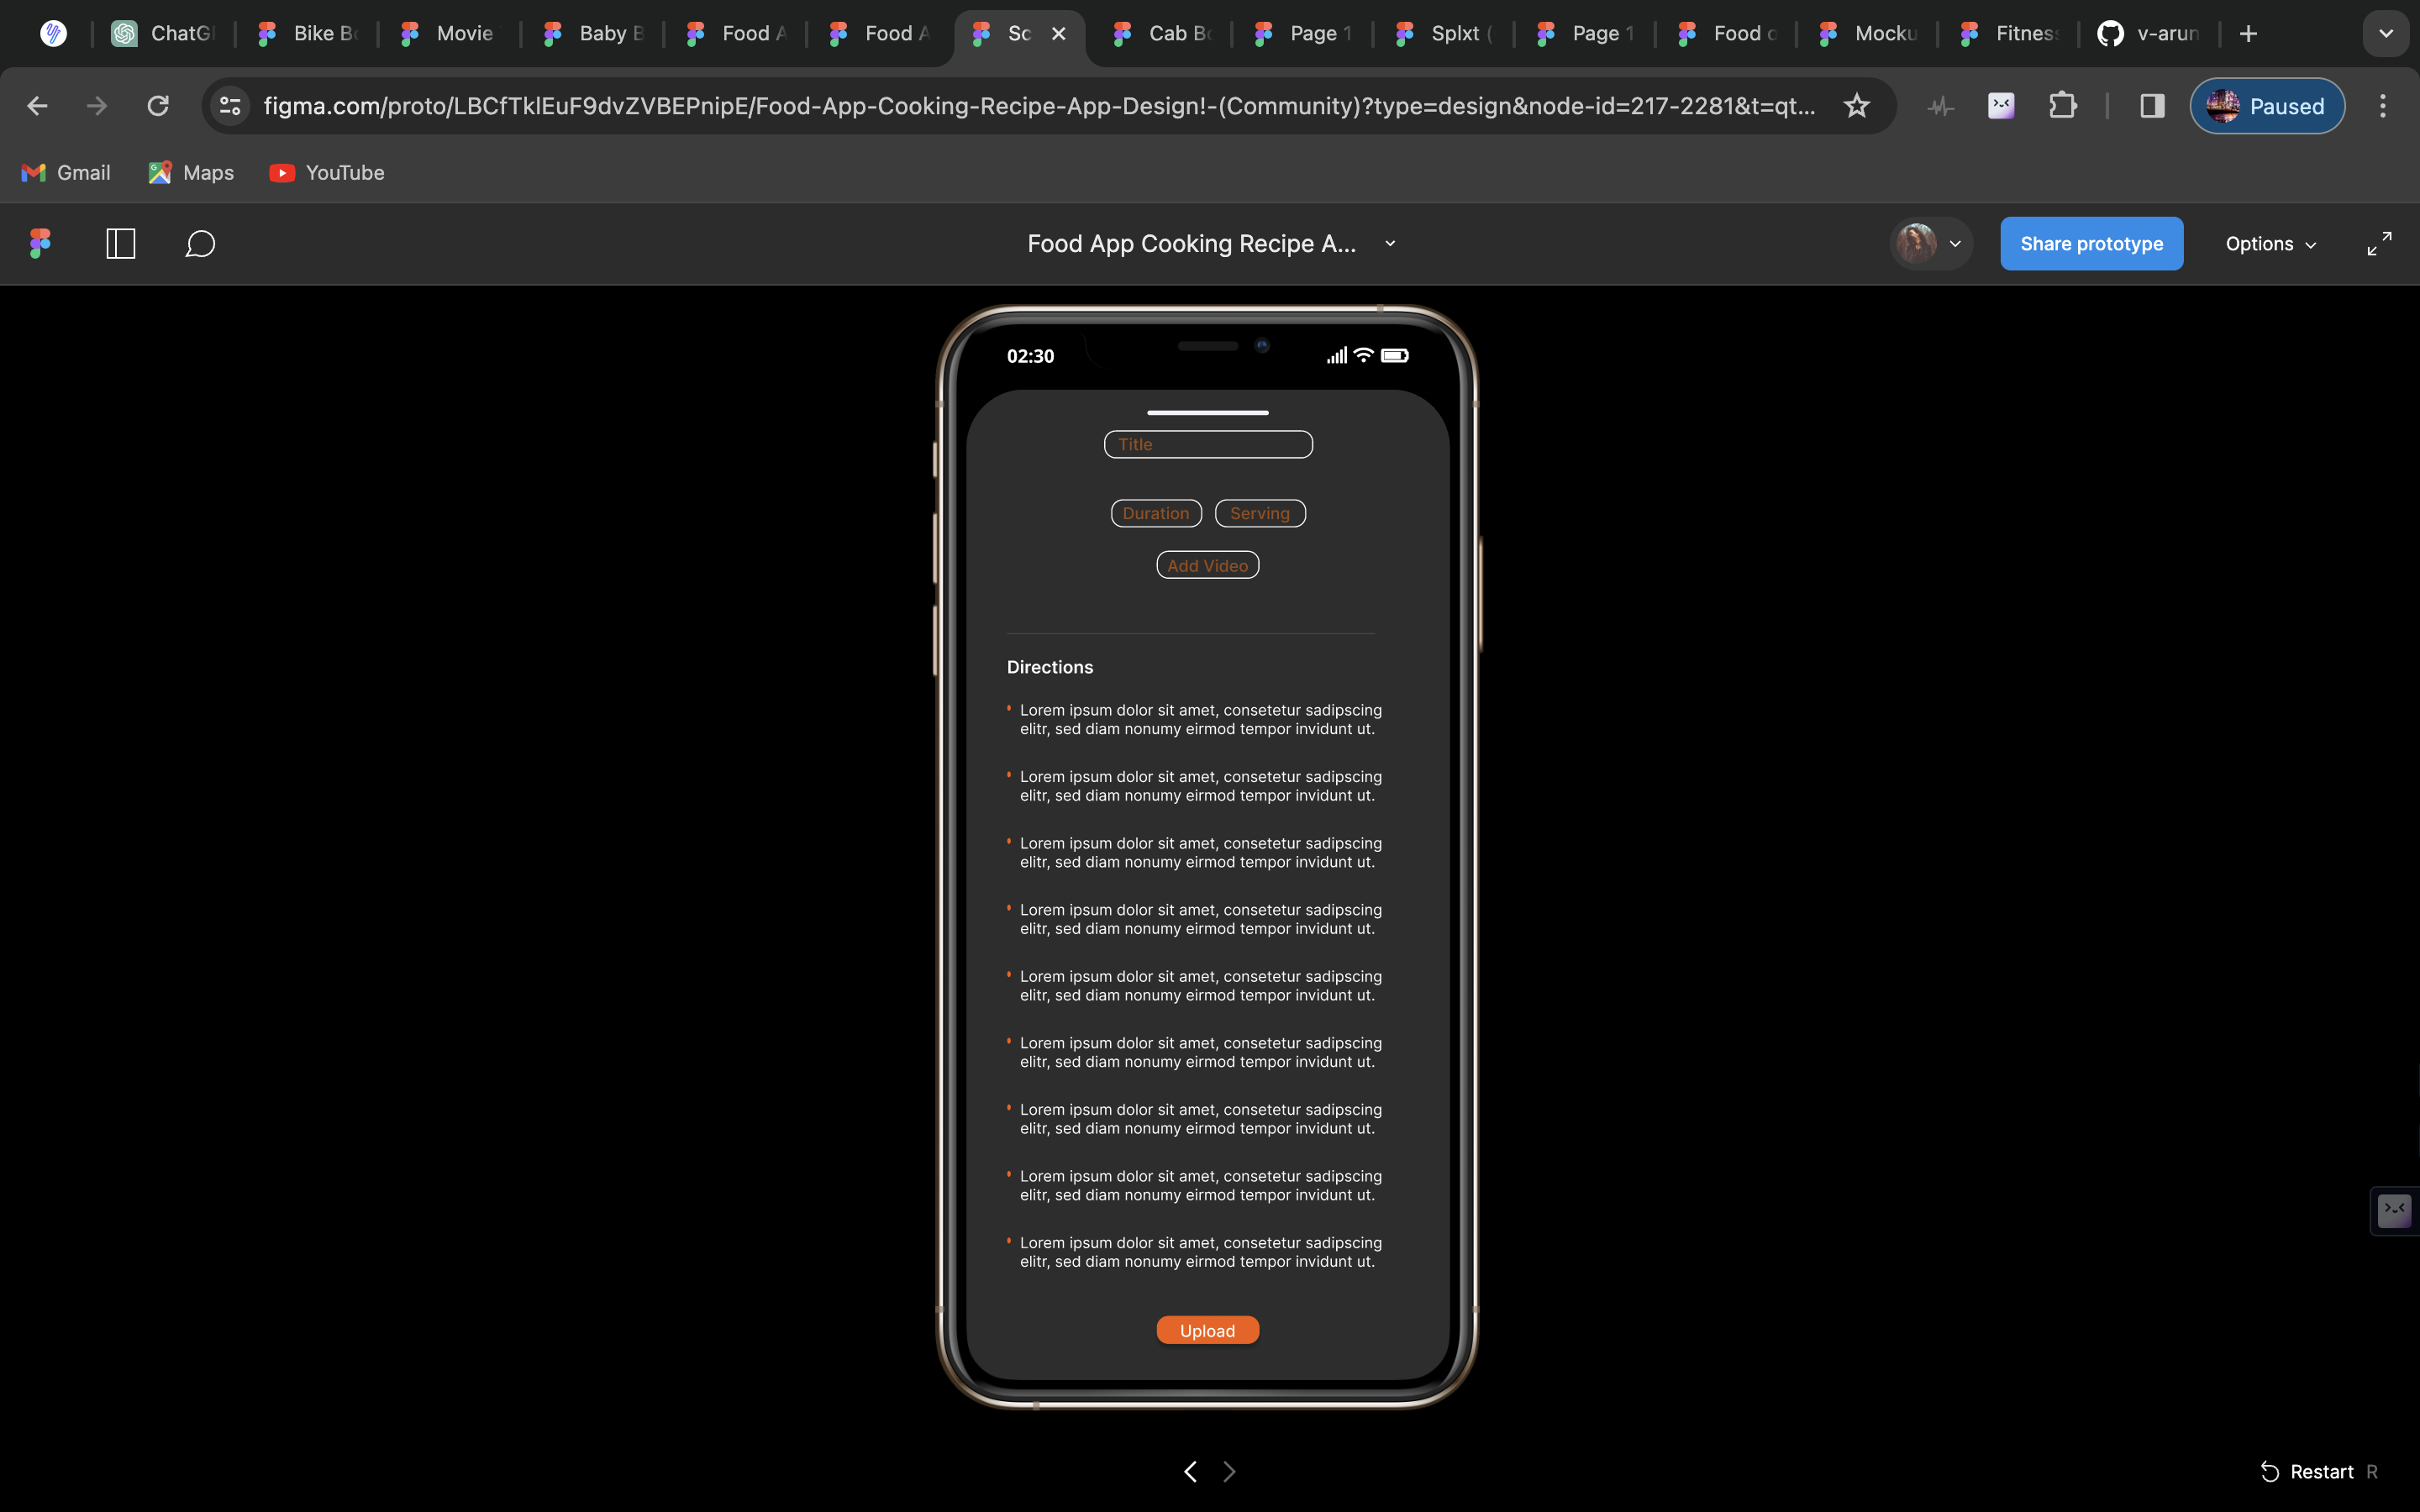 ChatG
Bike B
Movie
Baby B
Food A
Food A
Sc
Cab B
Page 1
Splxt (
Page 1
Food o
Mocku
Fitnes
v-arun
figma.com/proto/LBCfTklEuF9dvZVBEPnipE/Food-App-Cooking-Recipe-App-Design!-(Community)?type=design&node-id=217-2281&t=qt...
Paused
Gmail
Maps
YouTube
Food App Cooking Recipe A...
Share prototype
Options
02:30
Title
Duration
Serving
Add Video
Directions
Lorem ipsum dolor sit amet, consetetur sadipscing
elitr, sed diam nonumy eirmod tempor invidunt ut.
Lorem ipsum dolor sit amet, consetetur sadipscing
elitr, sed diam nonumy eirmod tempor invidunt ut.
Lorem ipsum dolor sit amet, consetetur sadipscing
elitr, sed diam nonumy eirmod tempor invidunt ut.
Lorem ipsum dolor sit amet, consetetur sadipscing
elitr, sed diam nonumy eirmod tempor invidunt ut.
Lorem ipsum dolor sit amet, consetetur sadipscing
elitr, sed diam nonumy eirmod tempor invidunt ut.
Lorem ipsum dolor sit amet, consetetur sadipscing
elitr, sed diam nonumy eirmod tempor invidunt ut.
Lorem ipsum dolor sit amet, consetetur sadipscing
elitr, sed diam nonumy eirmod tempor invidunt ut.
Lorem ipsum dolor sit amet, consetetur sadipscing
elitr, sed diam nonumy eirmod tempor invidunt ut.
Lorem ipsum dolor sit amet, consetetur sadipscing
elitr, sed diam nonumy eirmod tempor invidunt ut.
Upload
Restart R